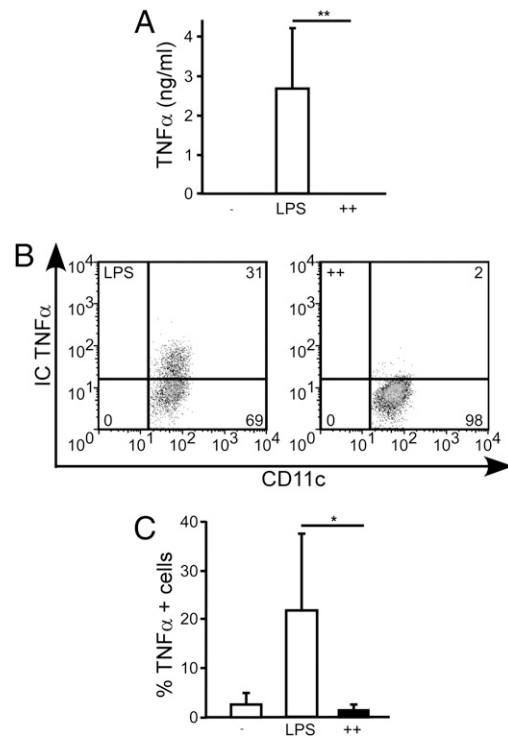 A
**
TNFα (ng/ml)
4
3
2
1
0
- LPS ++
B
IC TNFα
10⁴
10³
10²
10¹
10⁰
LPS 31
0 69
10¹ 10² 10³ 10⁴
10⁴
10³
10²
10¹
10⁰
++ 2
0 98
10¹ 10² 10³ 10⁴
CD11c
C
*
% TNFα + cells
40
30
20
10
0
- LPS ++